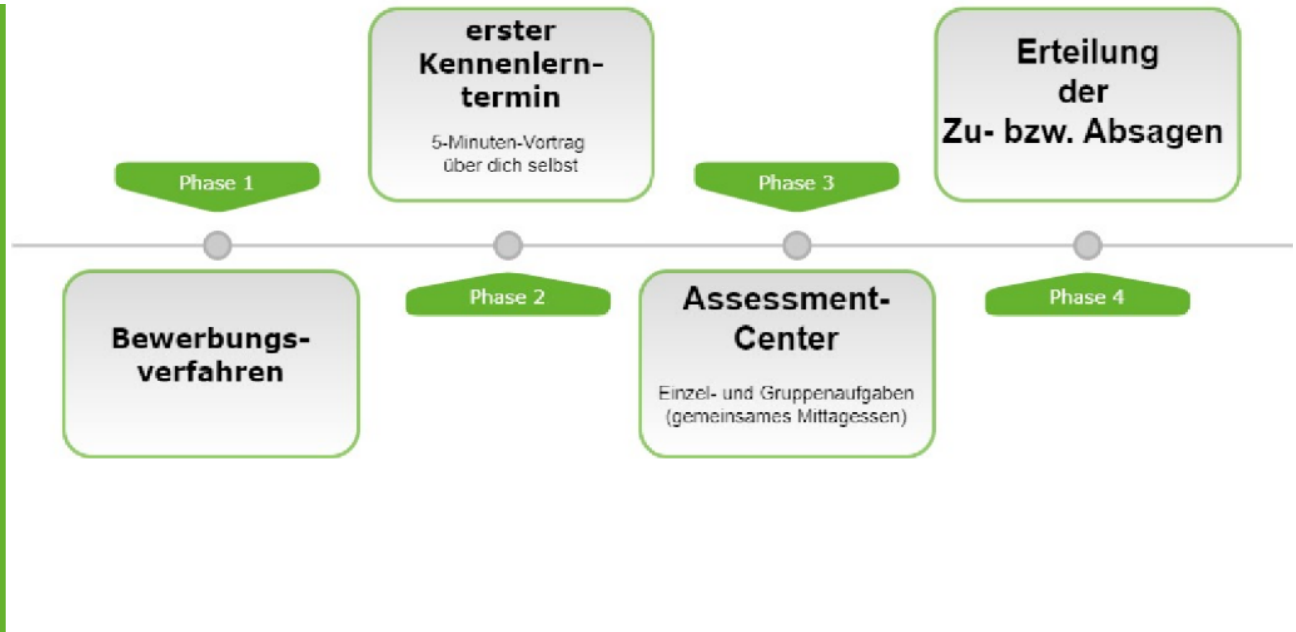 Phase 1
Bewerbungs-
verfahren
erster
Kennenlern-
termin
5-Minuten-Vortrag
über dich selbst
Phase 2
Phase 3
Assessment-
Center
Einzel- und Gruppenaufgaben
(gemeinsames Mittagessen)
Erteilung
der
Zu- bzw. Absagen
Phase 4